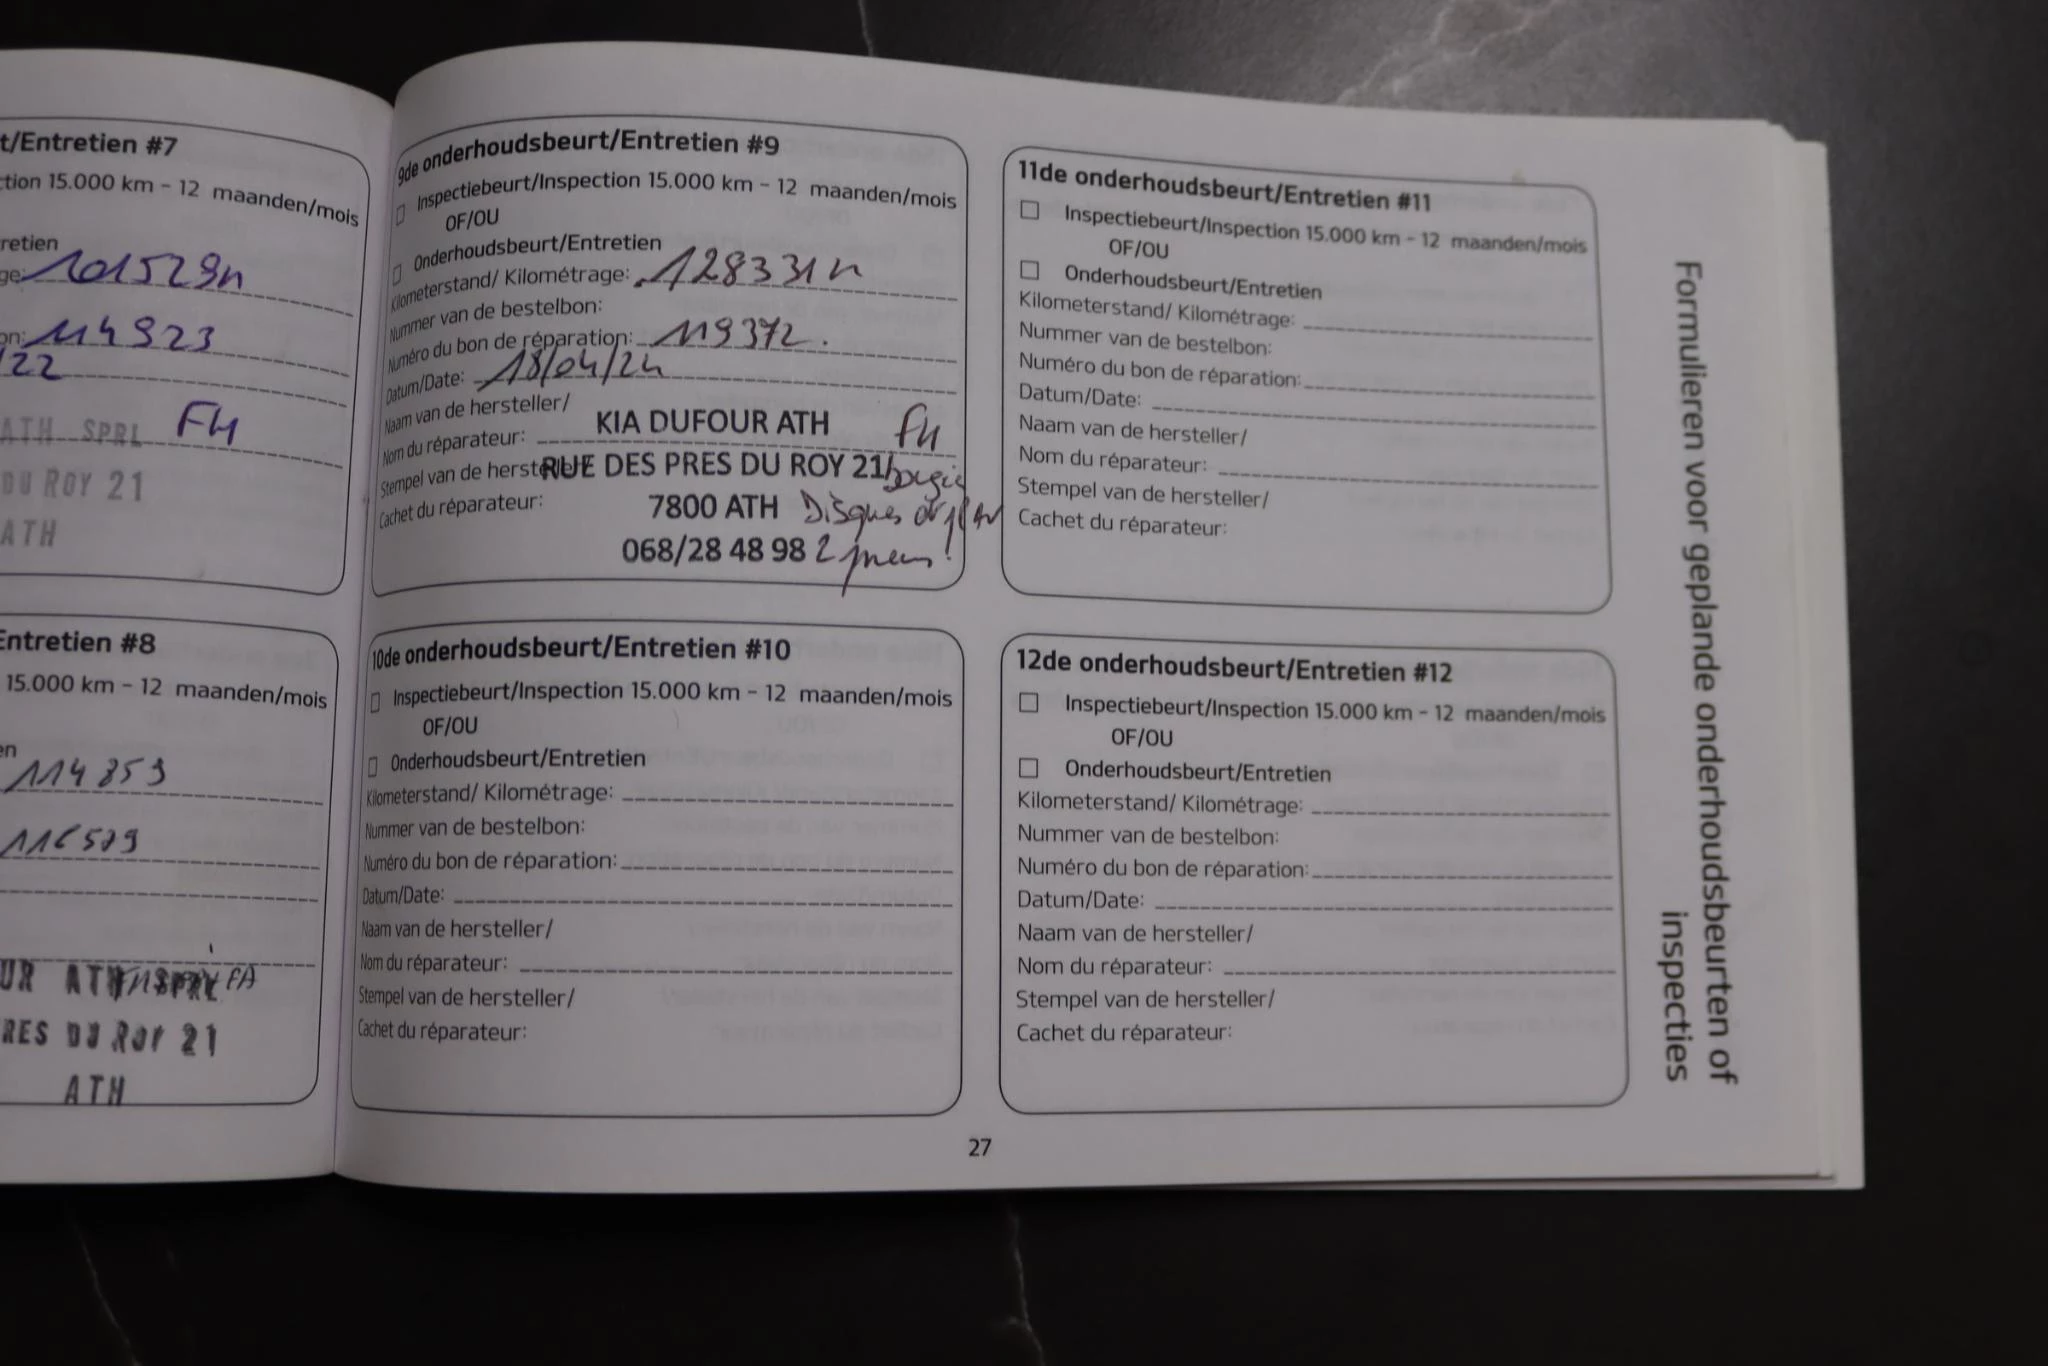 t/Entretien #7
ction 15.000 km – 12 maanden/mois
retien
ge: 101529
on: 114923
/22
ATH SPRL FH
DU ROY 21
ATH
Entretien #8
15.000 km – 12 maanden/mois
en
114859
116579
UR ATH SPRL FA
RES DU ROY 21
ATH
9de onderhoudsbeurt/Entretien #9
☐ Inspectiebeurt/Inspection 15.000 km – 12 maanden/mois
OF/OU
☐ Onderhoudsbeurt/Entretien
Kilometerstand/ Kilométrage: 128331
Nummer van de bestelbon:
Numéro du bon de réparation: 119372.
Datum/Date: 18/04/24
Naam van de hersteller/
Nom du réparateur: KIA DUFOUR ATH FH
Stempel van de hersteller/ RUE DES PRES DU ROY 21 bougie
Cachet du réparateur: 7800 ATH Disques AV
068/28 48 98 2 pneus !
10de onderhoudsbeurt/Entretien #10
☐ Inspectiebeurt/Inspection 15.000 km – 12 maanden/mois
OF/OU
☐ Onderhoudsbeurt/Entretien
Kilometerstand/ Kilométrage:
Nummer van de bestelbon:
Numéro du bon de réparation:
Datum/Date:
Naam van de hersteller/
Nom du réparateur:
Stempel van de hersteller/
Cachet du réparateur:
11de onderhoudsbeurt/Entretien #11
☐ Inspectiebeurt/Inspection 15.000 km – 12 maanden/mois
OF/OU
☐ Onderhoudsbeurt/Entretien
Kilometerstand/ Kilométrage:
Nummer van de bestelbon:
Numéro du bon de réparation:
Datum/Date:
Naam van de hersteller/
Nom du réparateur:
Stempel van de hersteller/
Cachet du réparateur:
12de onderhoudsbeurt/Entretien #12
☐ Inspectiebeurt/Inspection 15.000 km – 12 maanden/mois
OF/OU
☐ Onderhoudsbeurt/Entretien
Kilometerstand/ Kilométrage:
Nummer van de bestelbon:
Numéro du bon de réparation:
Datum/Date:
Naam van de hersteller/
Nom du réparateur:
Stempel van de hersteller/
Cachet du réparateur:
Formulieren voor geplande onderhoudsbeurten of
inspecties
27